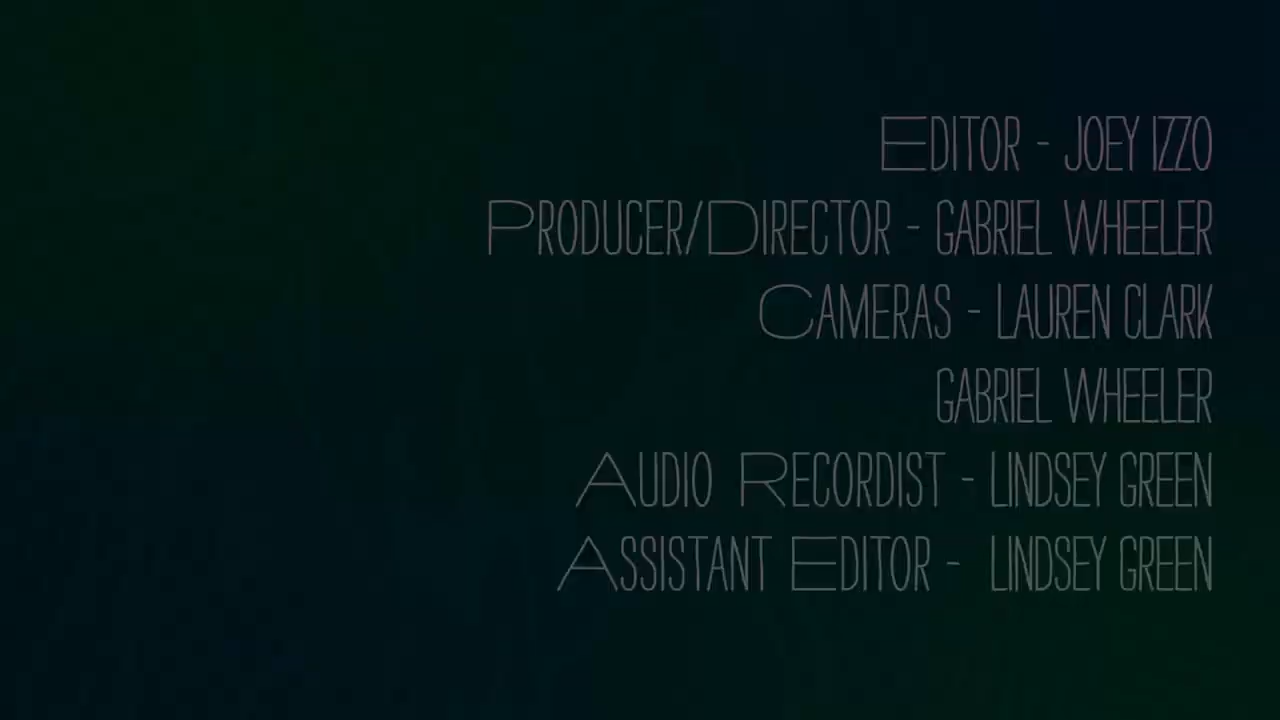 EDITOR - JOEY IZZO
PRODUCER/DIRECTOR - GABRIEL WHEELER
CAMERAS - LAUREN CLARK
GABRIEL WHEELER
AUDIO RECORDIST - LINDSEY GREEN
ASSISTANT EDITOR - LINDSEY GREEN